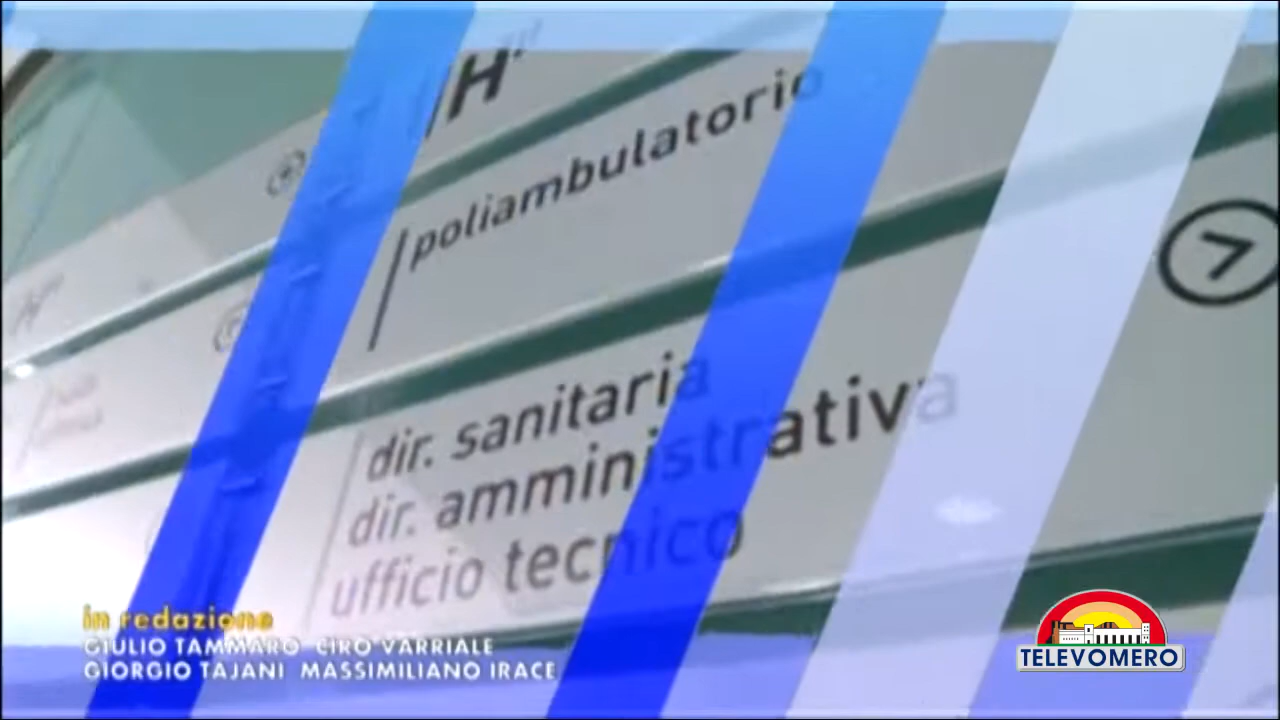 H
poliambulatorio
dir. sanitaria
dir. amministrativa
ufficio tecnico
in redazione
GIULIO TAMMARO CIRO VARRIALE
GIORGIO TAJANI MASSIMILIANO IRACE
TELEVOMERO